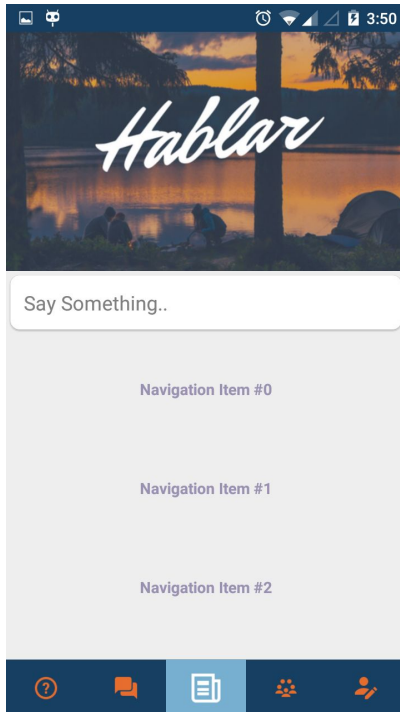 3:50
Hablar
Say Something..
Navigation Item #0
Navigation Item #1
Navigation Item #2
?